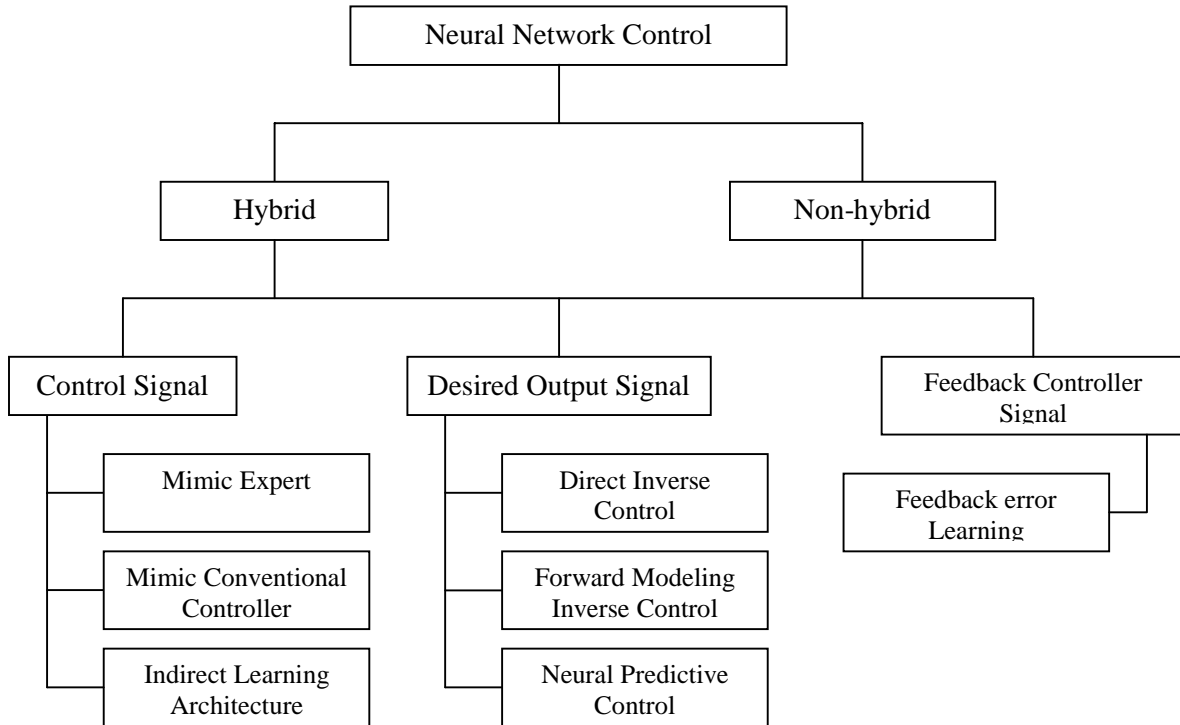 Neural Network Control
Hybrid
Non-hybrid
Control Signal
Desired Output Signal
Feedback Controller
Signal
Mimic Expert
Direct Inverse
Control
Feedback error
Learning
Mimic Conventional
Controller
Forward Modeling
Inverse Control
Indirect Learning
Architecture
Neural Predictive
Control